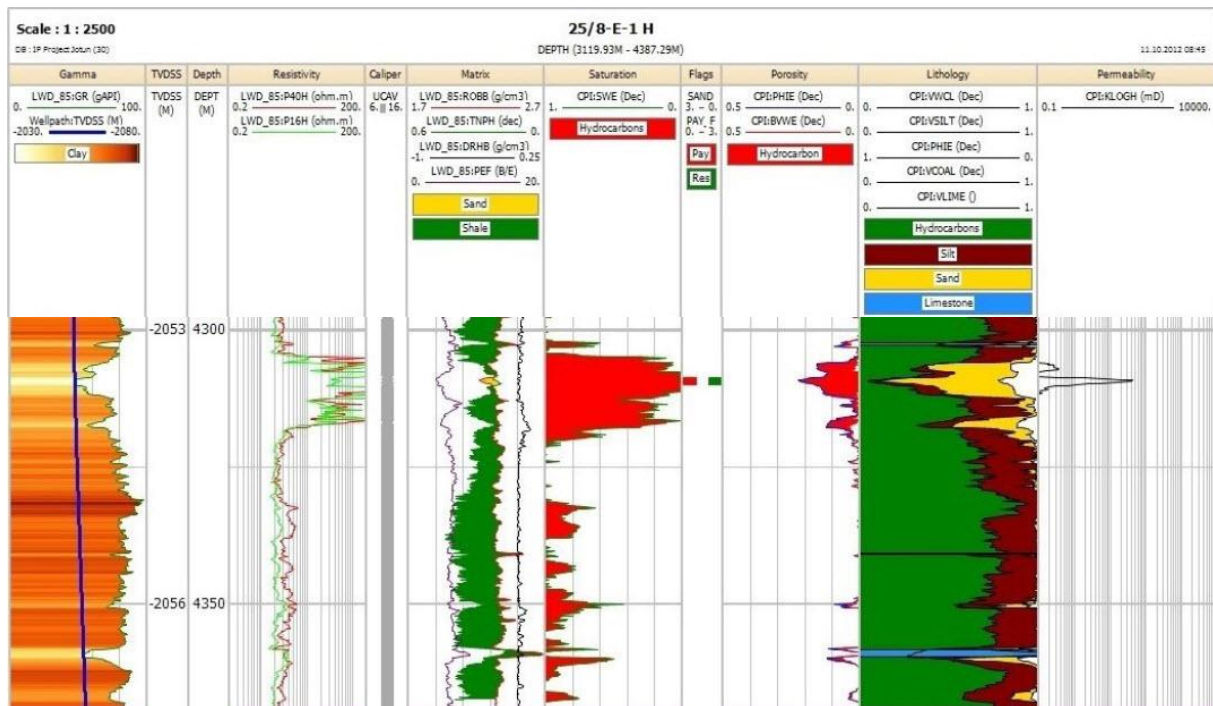 Scale : 1 : 2500
DB : IP Project Jotun (30)
25/8-E-1 H
DEPTH (3119.93M - 4387.29M)
11.10.2012 08:45
Gamma
TVDSS
Depth
Resistivity
Caliper
Matrix
Saturation
Flags
Porosity
Lithology
Permeability
LWD_85:GR (gAPI)
0. 100.
Wellpath:TVDSS (M)
-2030. -2080.
Clay
TVDSS
(M)
DEPT
(M)
LWD_85:P40H (ohm.m)
0.2 200.
LWD_85:P16H (ohm.m)
0.2 200.
UCAV
6. 16.
LWD_85:ROBB (g/cm3)
1.7 2.7
LWD_85:TNPH (dec)
0.6 0.
LWD_85:DRHB (g/cm3)
-1. 0.25
LWD_85:PEF (B/E)
0. 20.
Sand
Shale
CPI:SWE (Dec)
1. 0.
Hydrocarbons
SAND
3. - 0.
PAY_F
0. - 3.
Pay
Res
CPI:PHIE (Dec)
0.5 0.
CPI:BVWE (Dec)
0.5 0.
Hydrocarbon
CPI:VWCL (Dec)
0. 1.
CPI:VSILT (Dec)
0. 1.
CPI:PHIE (Dec)
1. 0.
CPI:VCOAL (Dec)
0. 1.
CPI:VLIME ()
0. 1.
Hydrocarbons
Silt
Sand
Limestone
CPI:KLOGH (mD)
0.1 10000.
-2053 4300
-2056 4350